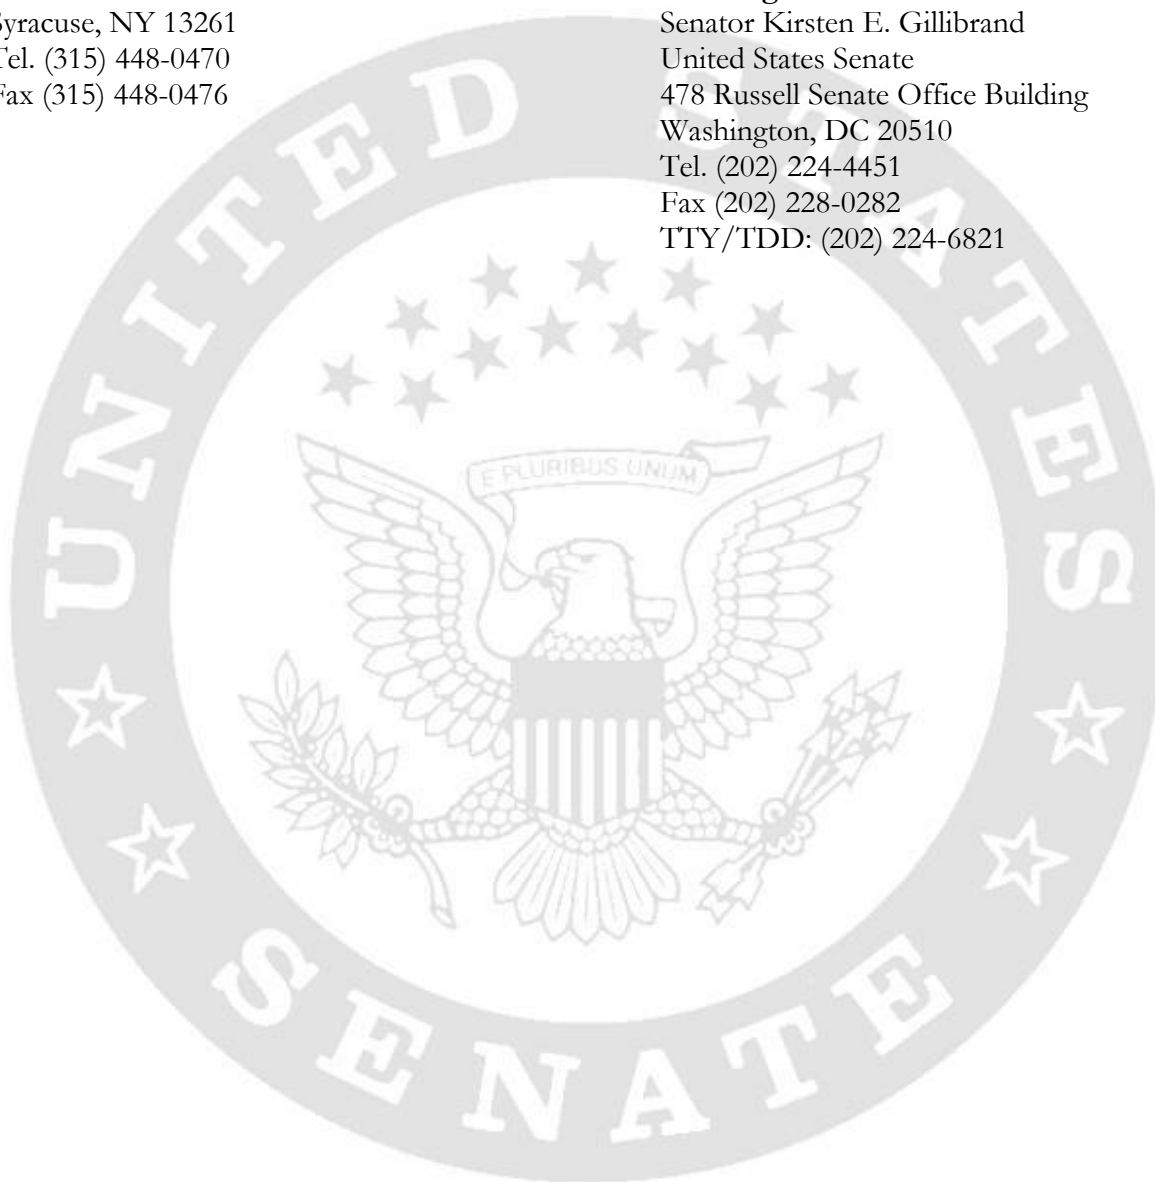 Syracuse, NY 13261
Tel. (315) 448-0470
Fax (315) 448-0476
Senator Kirsten E. Gillibrand
United States Senate
478 Russell Senate Office Building
Washington, DC 20510
Tel. (202) 224-4451
Fax (202) 228-0282
TTY/TDD: (202) 224-6821
UNITED STATES
E PLURIBUS UNUM
SENATE